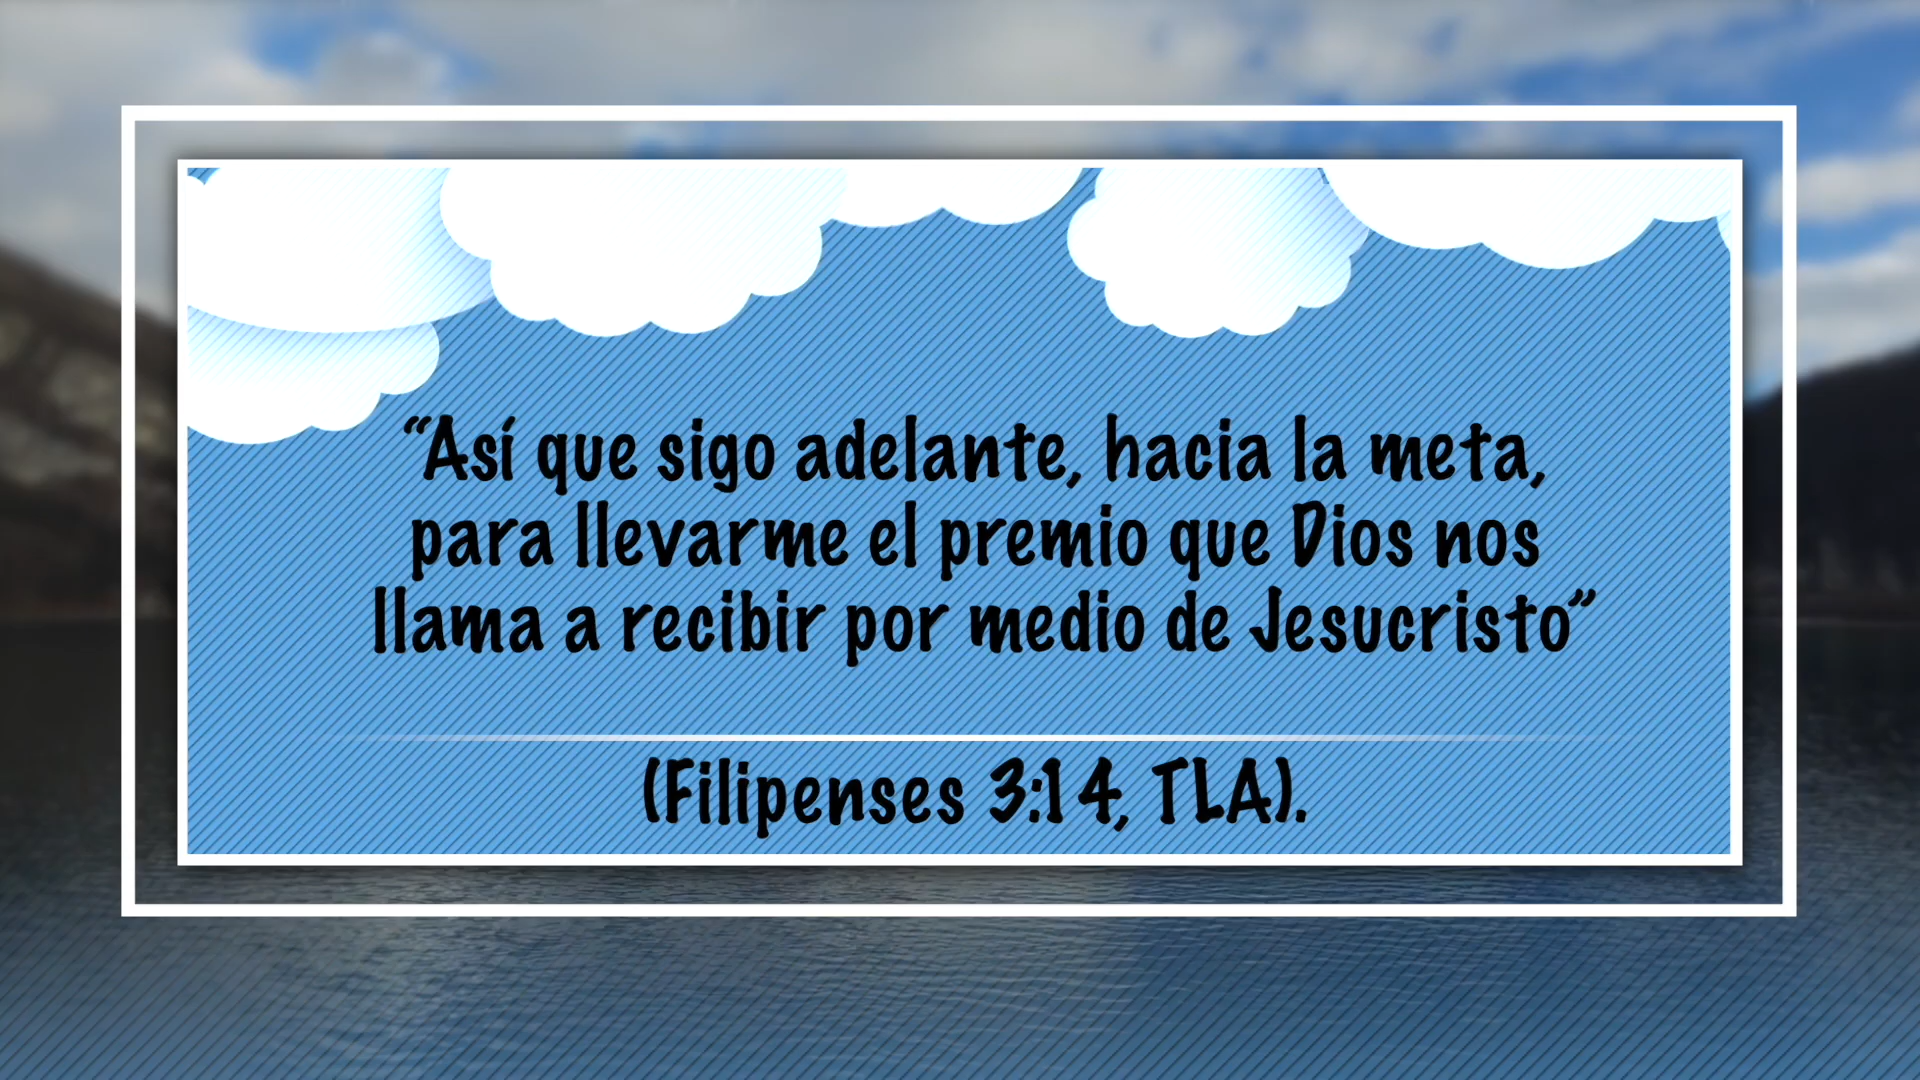 “Así que sigo adelante, hacia la meta,
para llevarme el premio que Dios nos
llama a recibir por medio de Jesucristo”
(Filipenses 3:14, TLA).